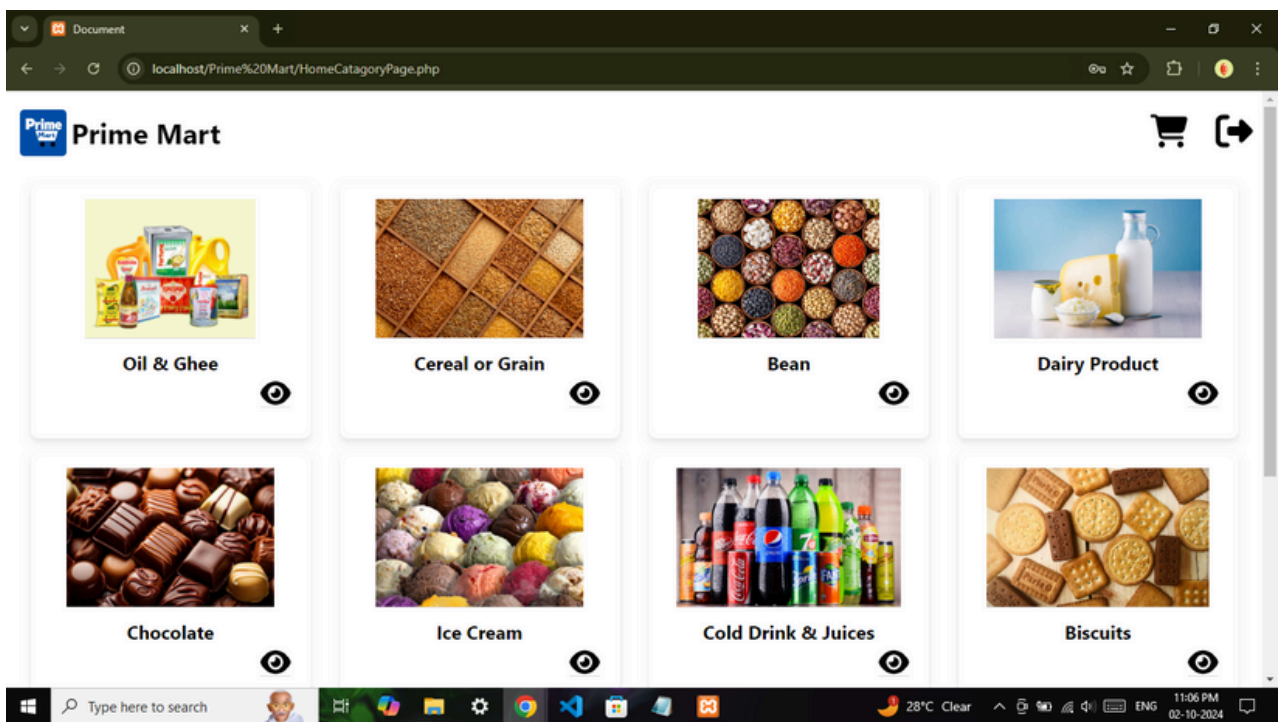 Document
localhost/Prime%20Mart/HomeCatagoryPage.php
Prime Mart
Prime Mart
Oil & Ghee
Cereal or Grain
Bean
Dairy Product
Chocolate
Ice Cream
Cold Drink & Juices
Biscuits
Type here to search
28°C Clear
ENG
11:06 PM
02-10-2024